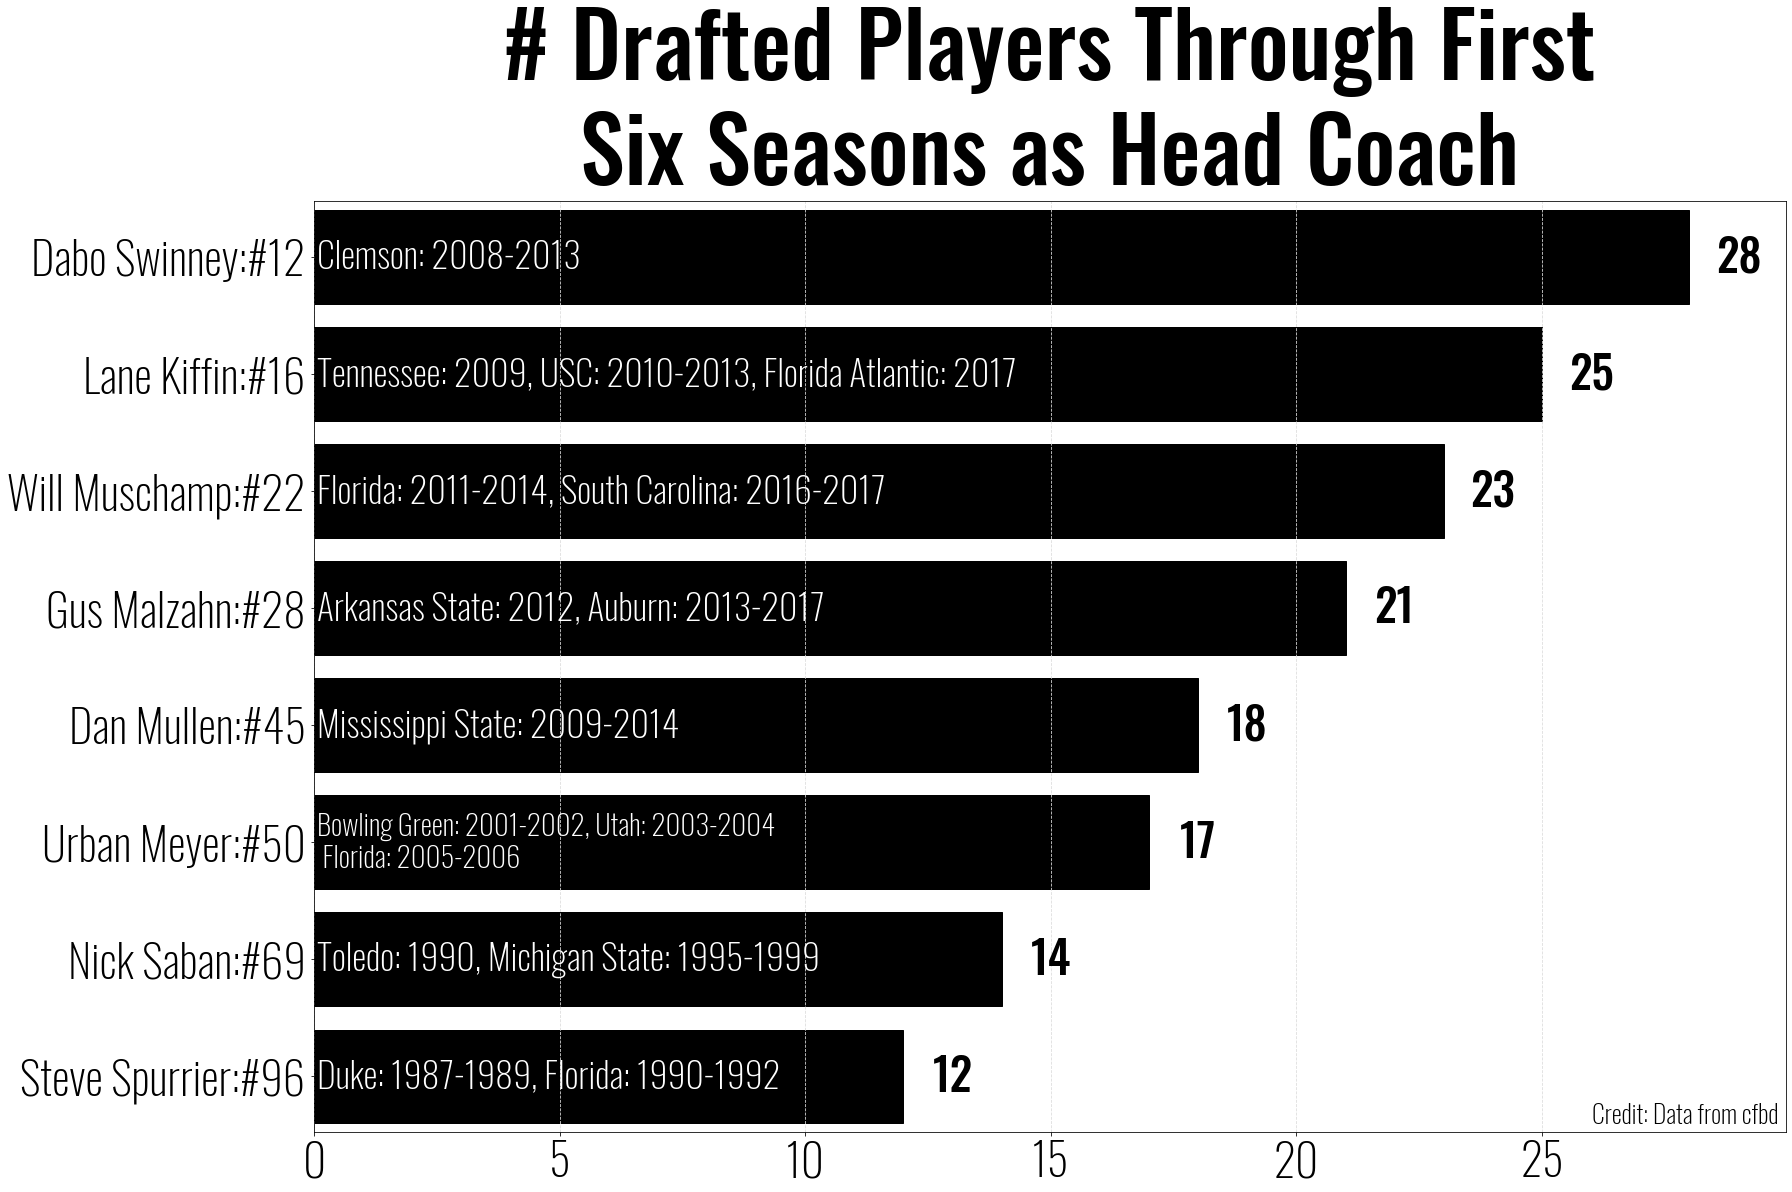 # Drafted Players Through First
Six Seasons as Head Coach
Dabo Swinney:#12
Clemson: 2008-2013
28
Lane Kiffin:#16
Tennessee: 2009, USC: 2010-2013, Florida Atlantic: 2017
25
Will Muschamp:#22
Florida: 2011-2014, South Carolina: 2016-2017
23
Gus Malzahn:#28
Arkansas State: 2012, Auburn: 2013-2017
21
Dan Mullen:#45
Mississippi State: 2009-2014
18
Urban Meyer:#50
Bowling Green: 2001-2002, Utah: 2003-2004
Florida: 2005-2006
17
Nick Saban:#69
Toledo: 1990, Michigan State: 1995-1999
14
Steve Spurrier:#96
Duke: 1987-1989, Florida: 1990-1992
12
Credit: Data from cfbd
0 5 10 15 20 25